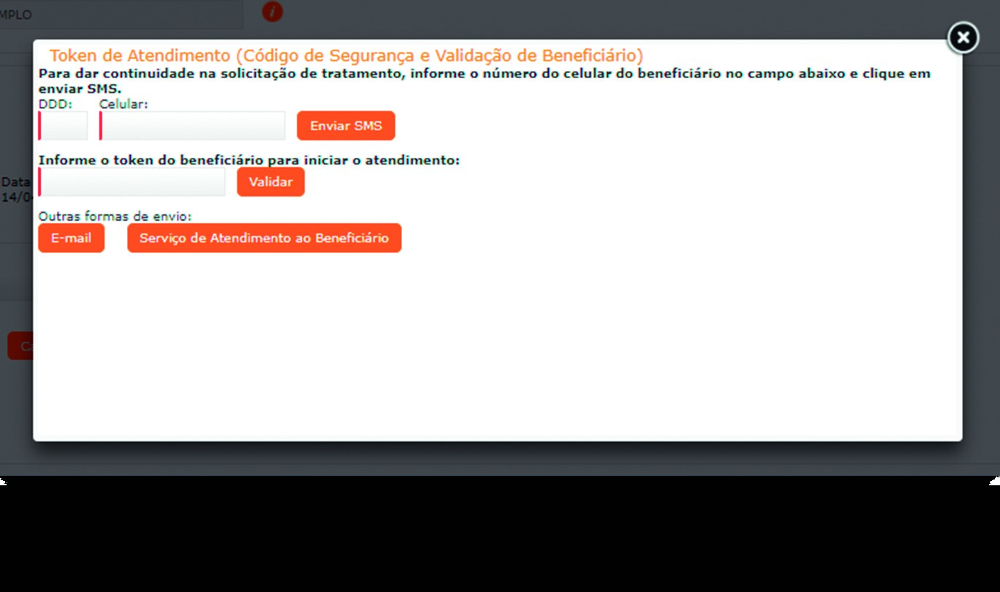 MPLO
i
Token de Atendimento (Código de Segurança e Validação de Beneficiário)
Para dar continuidade na solicitação de tratamento, informe o número do celular do beneficiário no campo abaixo e clique em
enviar SMS.
DDD: Celular:
Enviar SMS
Informe o token do beneficiário para iniciar o atendimento:
Validar
Data
14/0
Outras formas de envio:
E-mail Serviço de Atendimento ao Beneficiário